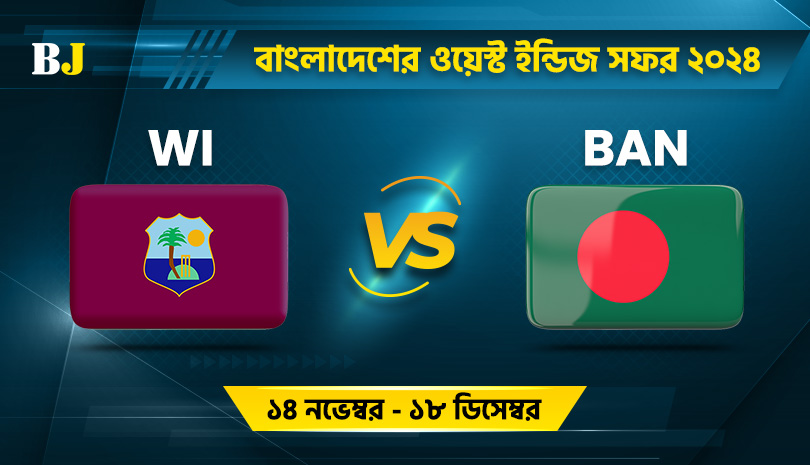 BJ
বাংলাদেশের ওয়েস্ট ইন্ডিজ সফর ২০২৪
WI
BAN
VS
১৪ নভেম্বর - ১৮ ডিসেম্বর